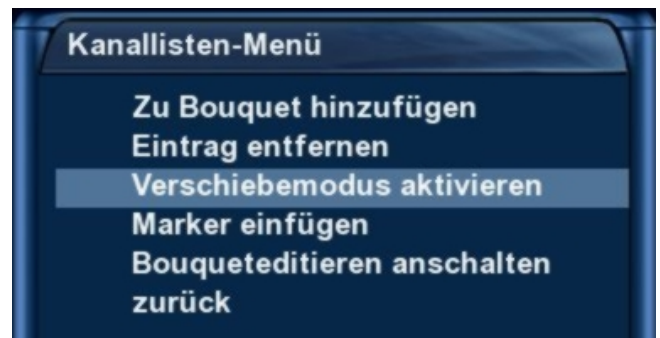 Kanallisten-Menü
Zu Bouquet hinzufügen
Eintrag entfernen
Verschiebemodus aktivieren
Marker einfügen
Bouqueteditieren anschalten
zurück